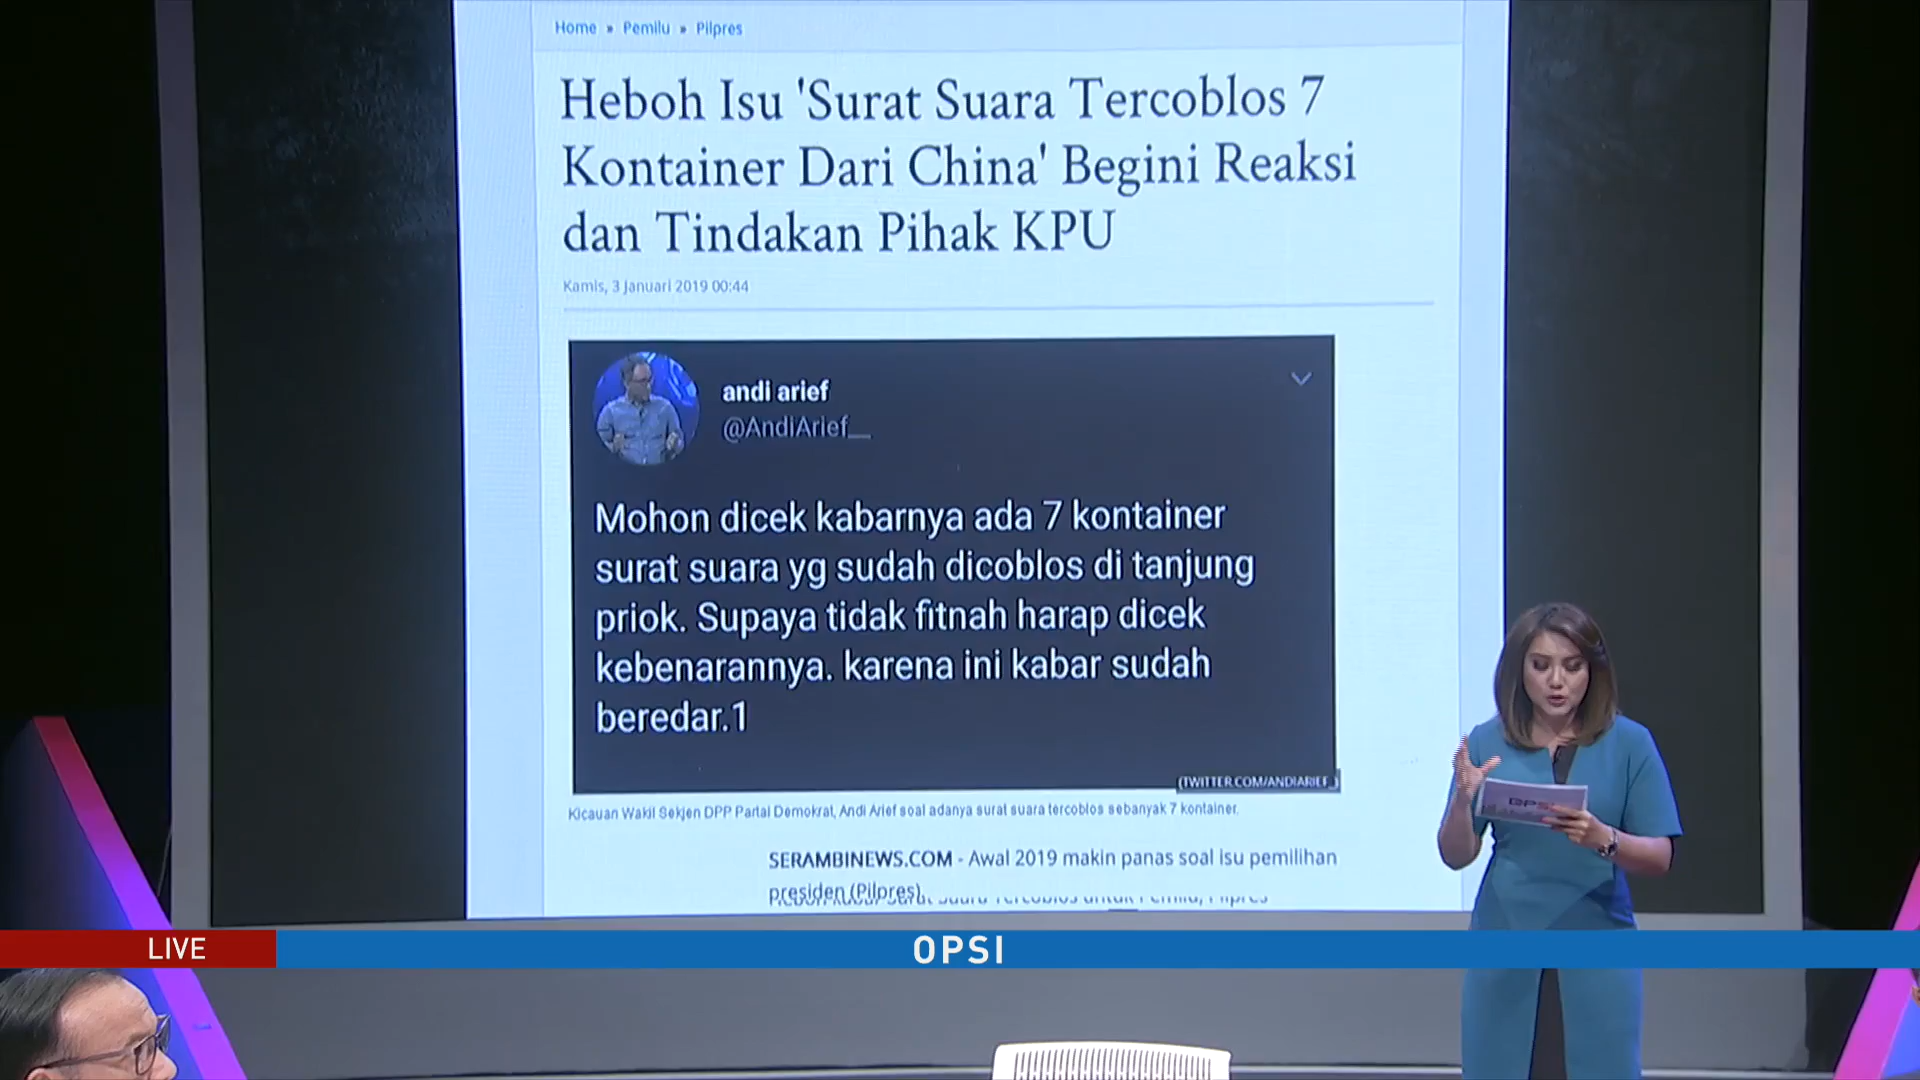 Home » Pemilu » Pilpres
Heboh Isu 'Surat Suara Tercoblos 7
Kontainer Dari China' Begini Reaksi
dan Tindakan Pihak KPU
Kamis, 3 Januari 2019 00:44
andi arief
@AndiArief__
Mohon dicek kabarnya ada 7 kontainer
surat suara yg sudah dicoblos di tanjung
priok. Supaya tidak fitnah harap dicek
kebenarannya. karena ini kabar sudah
beredar.1
(TWITTER.COM/ANDIARIEF_)
Kicauan Wakil Sekjen DPP Partai Demokrat, Andi Arief soal adanya surat suara tercoblos sebanyak 7 kontainer.
SERAMBINEWS.COM - Awal 2019 makin panas soal isu pemilihan
presiden (Pilpres).
OPSI
LIVE
OPSI